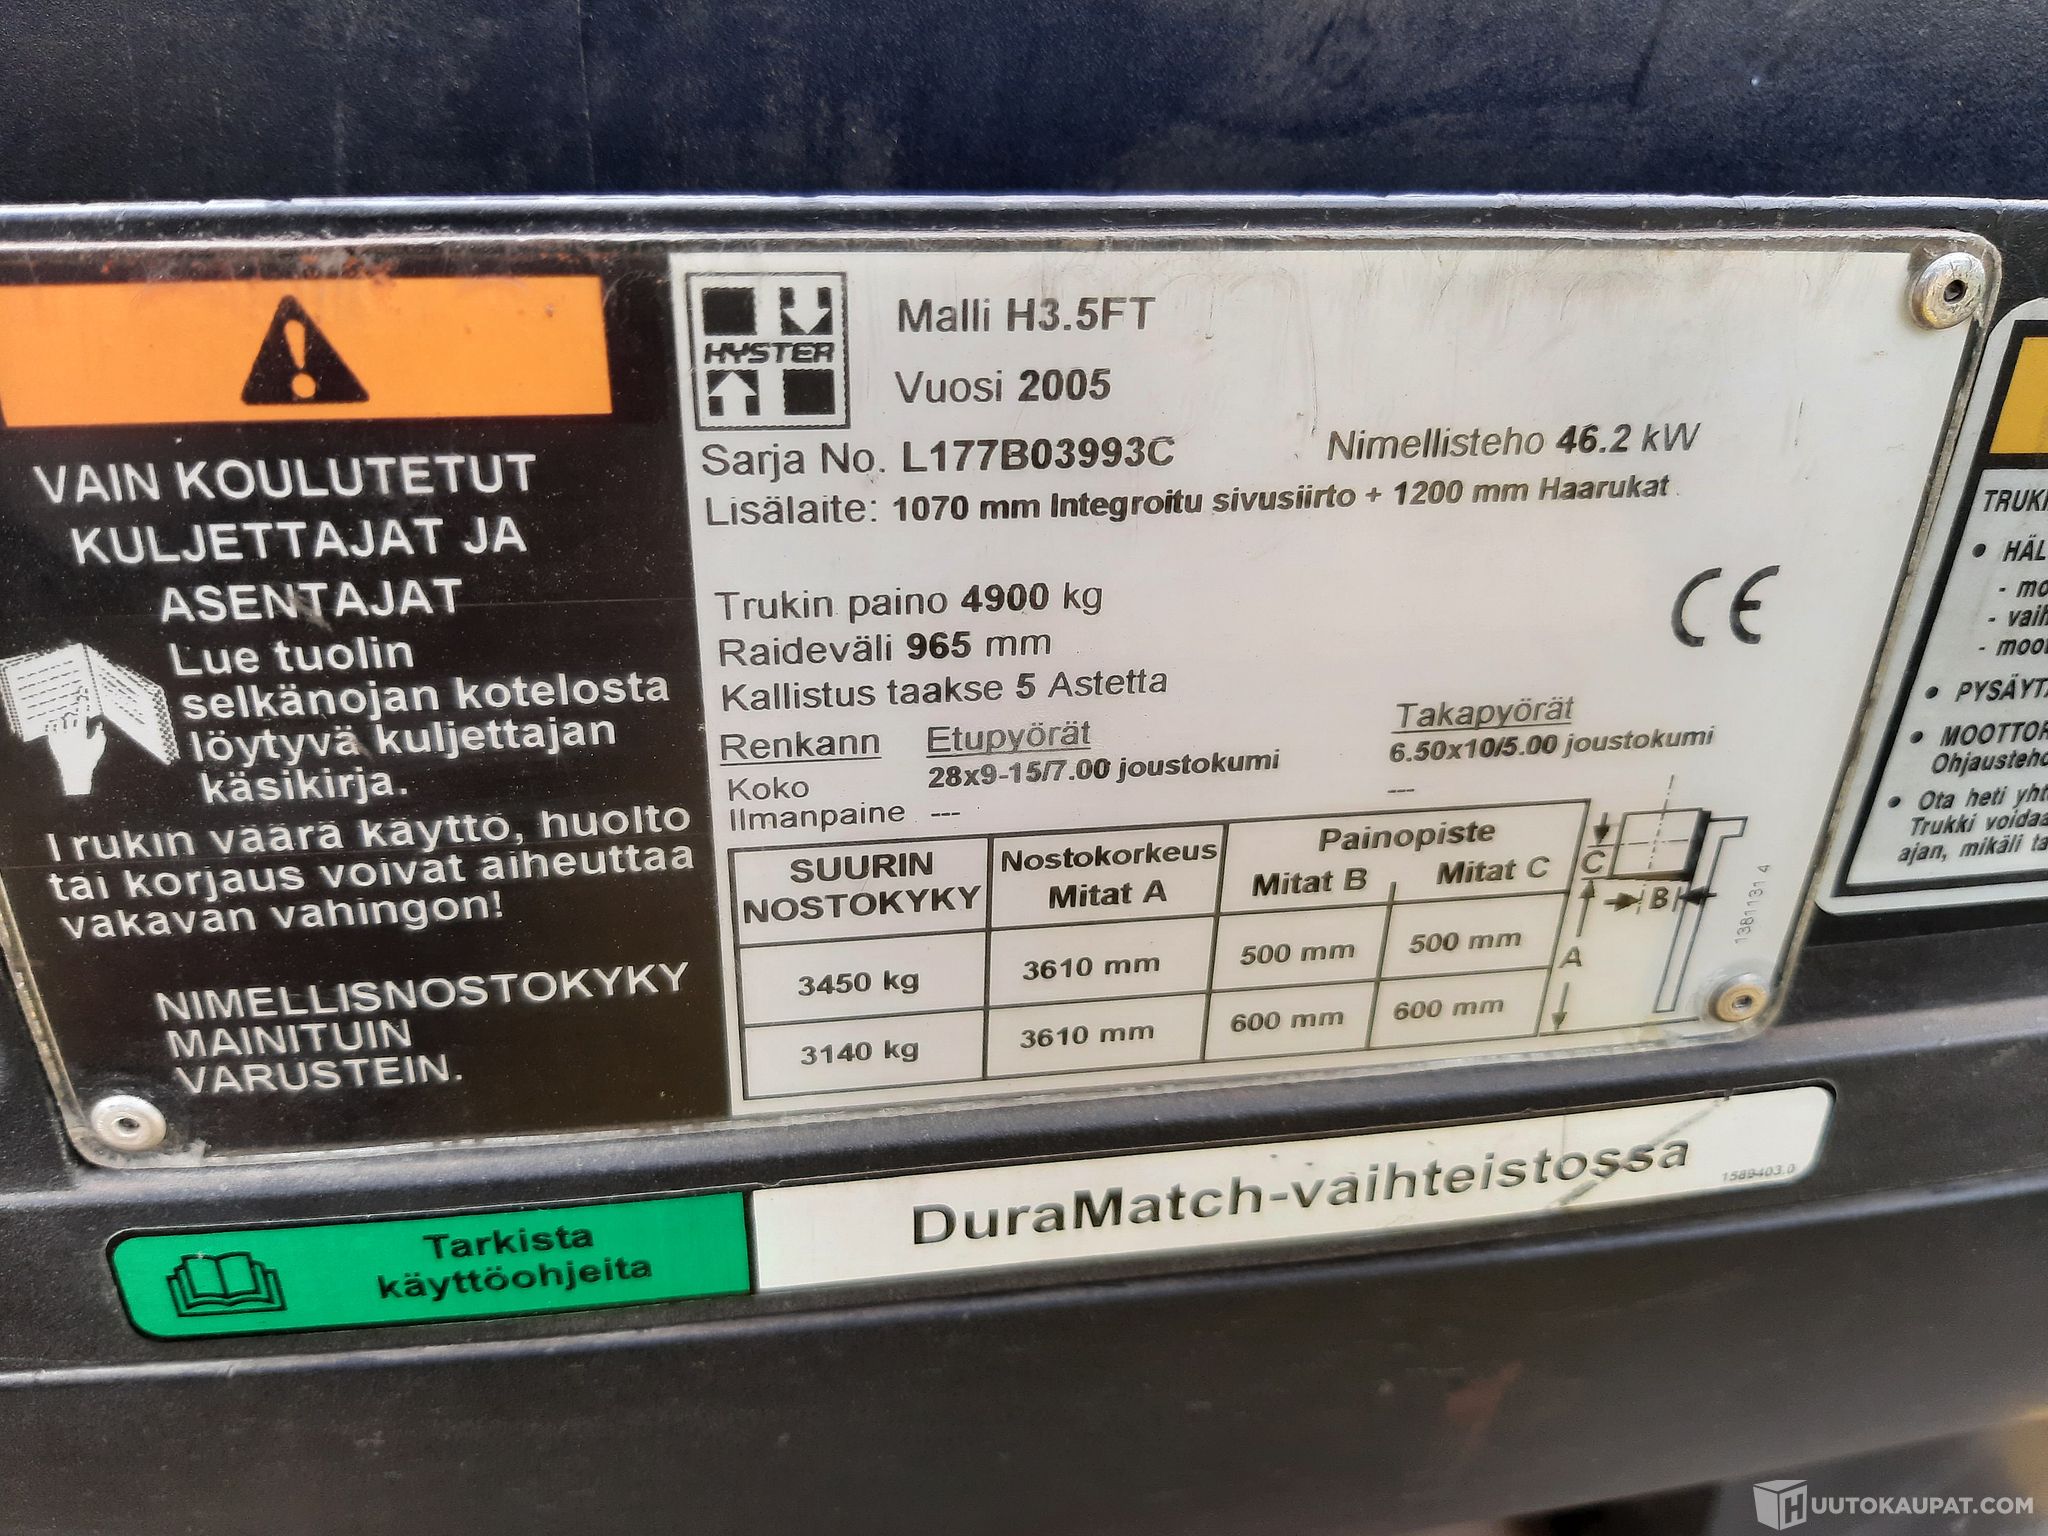 VAIN KOULUTETUT
KULJETTAJAT JA
ASENTAJAT
Lue tuolin
selkänojan kotelosta
löytyvä kuljettajan
käsikirja.
Trukin väärä käyttö, huolto
tai korjaus voivat aiheuttaa
vakavan vahingon!
NIMELLISNOSTOKYKY
MAINITUIN
VARUSTEIN.
HYSTER
Malli H3.5FT
Vuosi 2005
Sarja No. L177B03993C
Nimellisteho 46.2 kW
Lisälaite: 1070 mm Integroitu sivusiirto + 1200 mm Haarukat
Trukin paino 4900 kg
Raideväli 965 mm
Kallistus taakse 5 Astetta
CE
Renkann Etupyörät Takapyörät
Koko 28x9-15/7.00 joustokumi 6.50x10/5.00 joustokumi
Ilmanpaine --- ---
SUURIN NOSTOKYKY Nostokorkeus Mitat A Painopiste Mitat B Mitat C
3450 kg 3610 mm 500 mm 500 mm
3140 kg 3610 mm 600 mm 600 mm
C
B
A
1381131 4
TRUKI
• HÄL
- mo
- vaih
- moo
• PYSÄYT
• MOOTTOR
Ohjausteho
• Ota heti yht
Trukki voidaa
ajan, mikäli ta
Tarkista
käyttöohjeita
DuraMatch-vaihteistossa
1589403.0
HUUTOKAUPAT.COM